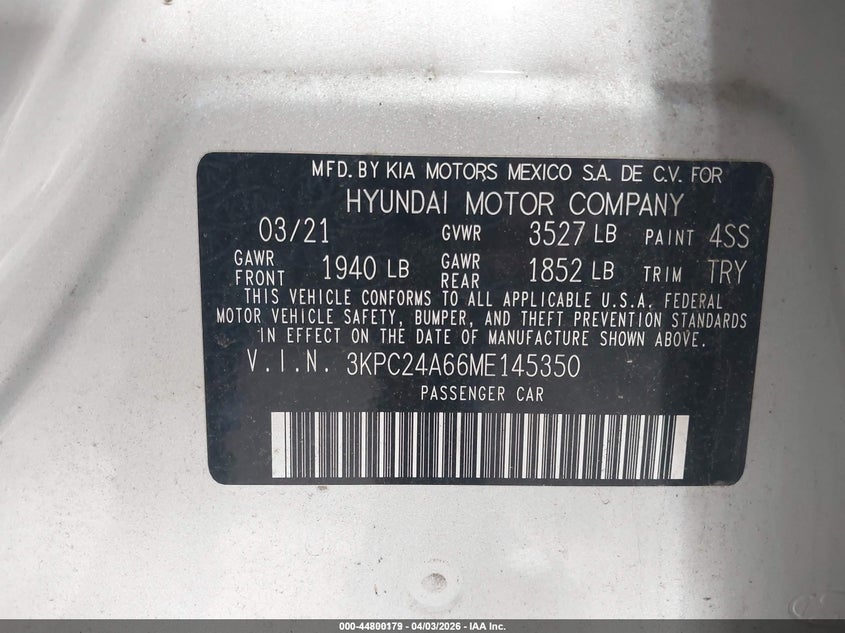 MFD. BY KIA MOTORS MEXICO S.A. DE C.V. FOR
HYUNDAI MOTOR COMPANY
03/21 GVWR 3527 LB PAINT 4SS
GAWR FRONT 1940 LB GAWR REAR 1852 LB TRIM TRY
THIS VEHICLE CONFORMS TO ALL APPLICABLE U.S.A. FEDERAL
MOTOR VEHICLE SAFETY, BUMPER, AND THEFT PREVENTION STANDARDS
IN EFFECT ON THE DATE OF MANUFACTURE SHOWN ABOVE.
V.I.N. 3KPC24A66ME145350
PASSENGER CAR
000-44800179 - 04/03/2026 - IAA Inc.